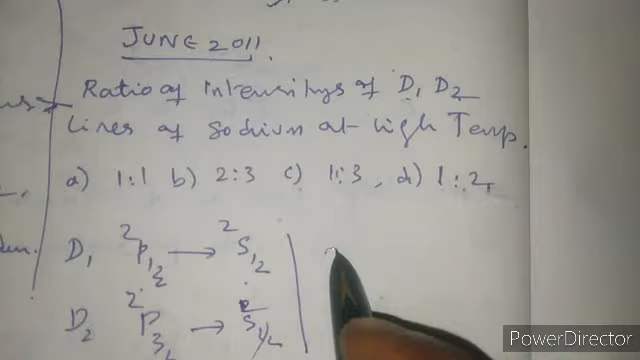 JUNE 2011.
Ratio of Intensitys of D1 D2
Lines of Sodium at high Temp.
a) 1:1 b) 2:3 c) 1:3, d) 1:2,
D1 2P1/2 → 2S1/2
D2 2P3/2 → 2S1/2
PowerDirector